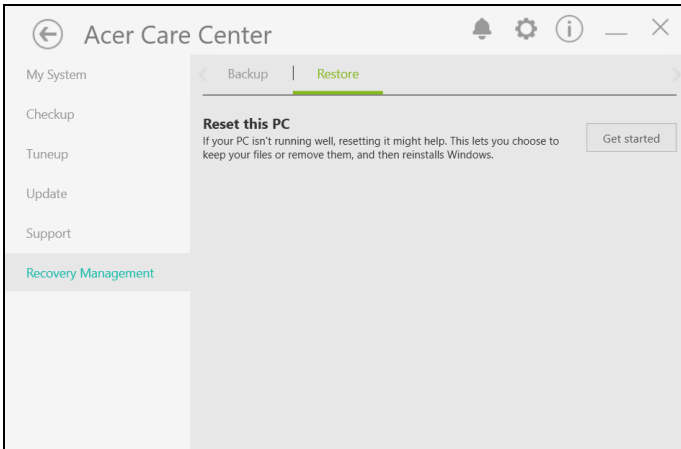 Acer Care Center
My System
Checkup
Tuneup
Update
Support
Recovery Management
Backup | Restore
Reset this PC
If your PC isn't running well, resetting it might help. This lets you choose to
keep your files or remove them, and then reinstalls Windows.
Get started